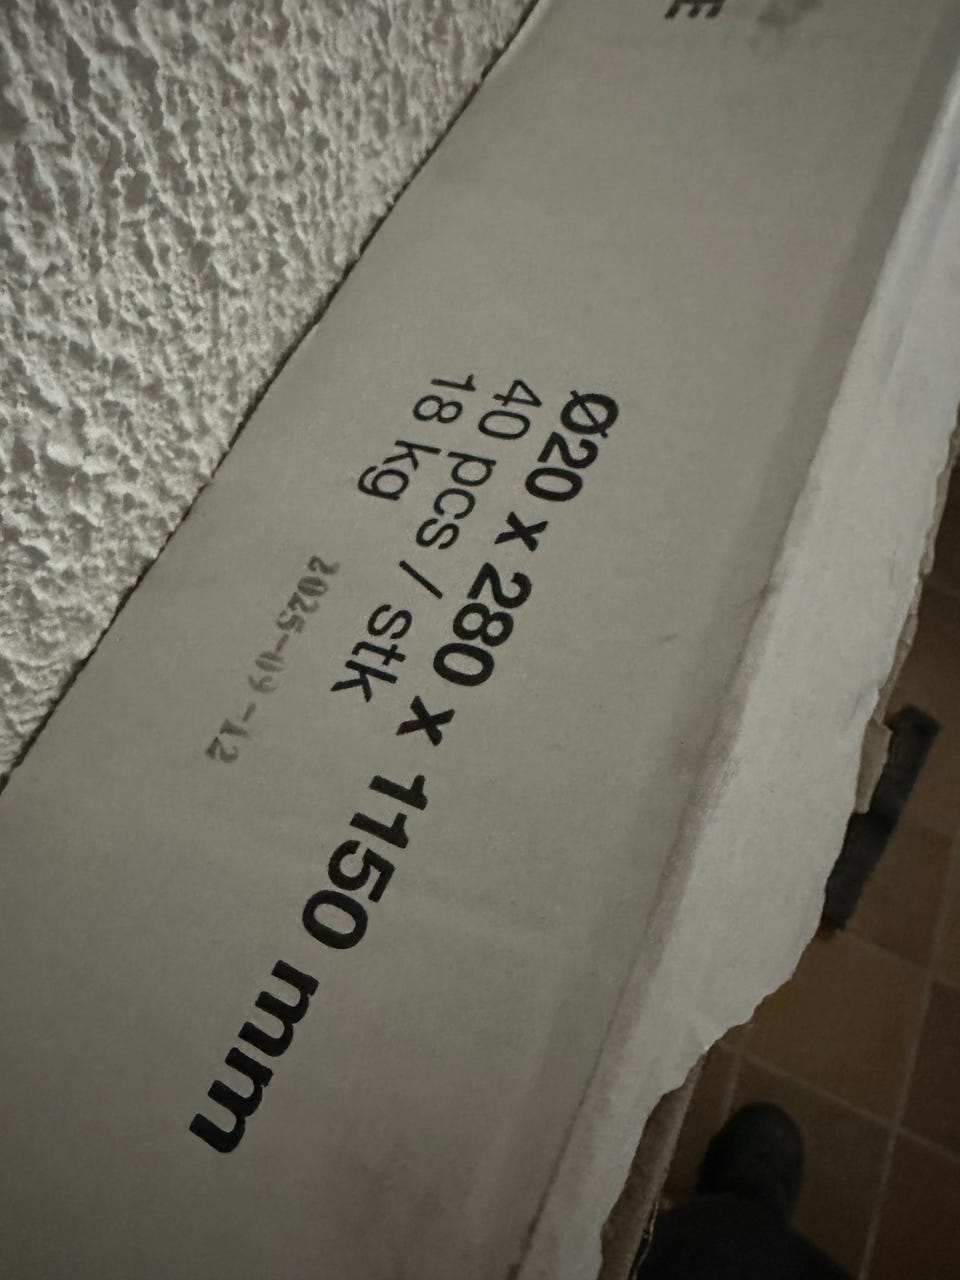 E
Ø20 x 280 x 1150 mm
40 pcs / Stk
18 kg
2025-09-12